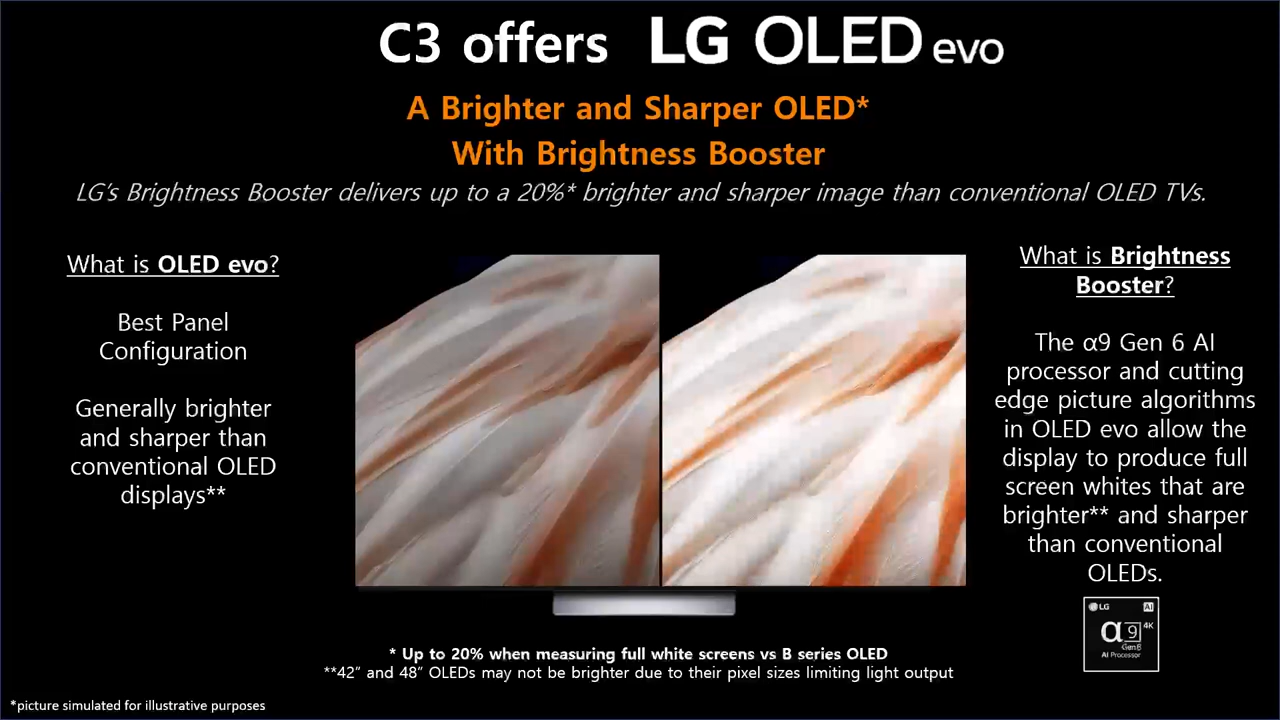 C3 offers LG OLED evo
A Brighter and Sharper OLED*
With Brightness Booster
LG's Brightness Booster delivers up to a 20%* brighter and sharper image than conventional OLED TVs.
What is OLED evo?
Best Panel
Configuration
Generally brighter
and sharper than
conventional OLED
displays**
What is Brightness
Booster?
The α9 Gen 6 AI
processor and cutting
edge picture algorithms
in OLED evo allow the
display to produce full
screen whites that are
brighter** and sharper
than conventional
OLEDs.
LG AI
α9 4K
Gen6
AI Processor
* Up to 20% when measuring full white screens vs B series OLED
**42” and 48” OLEDs may not be brighter due to their pixel sizes limiting light output
*picture simulated for illustrative purposes